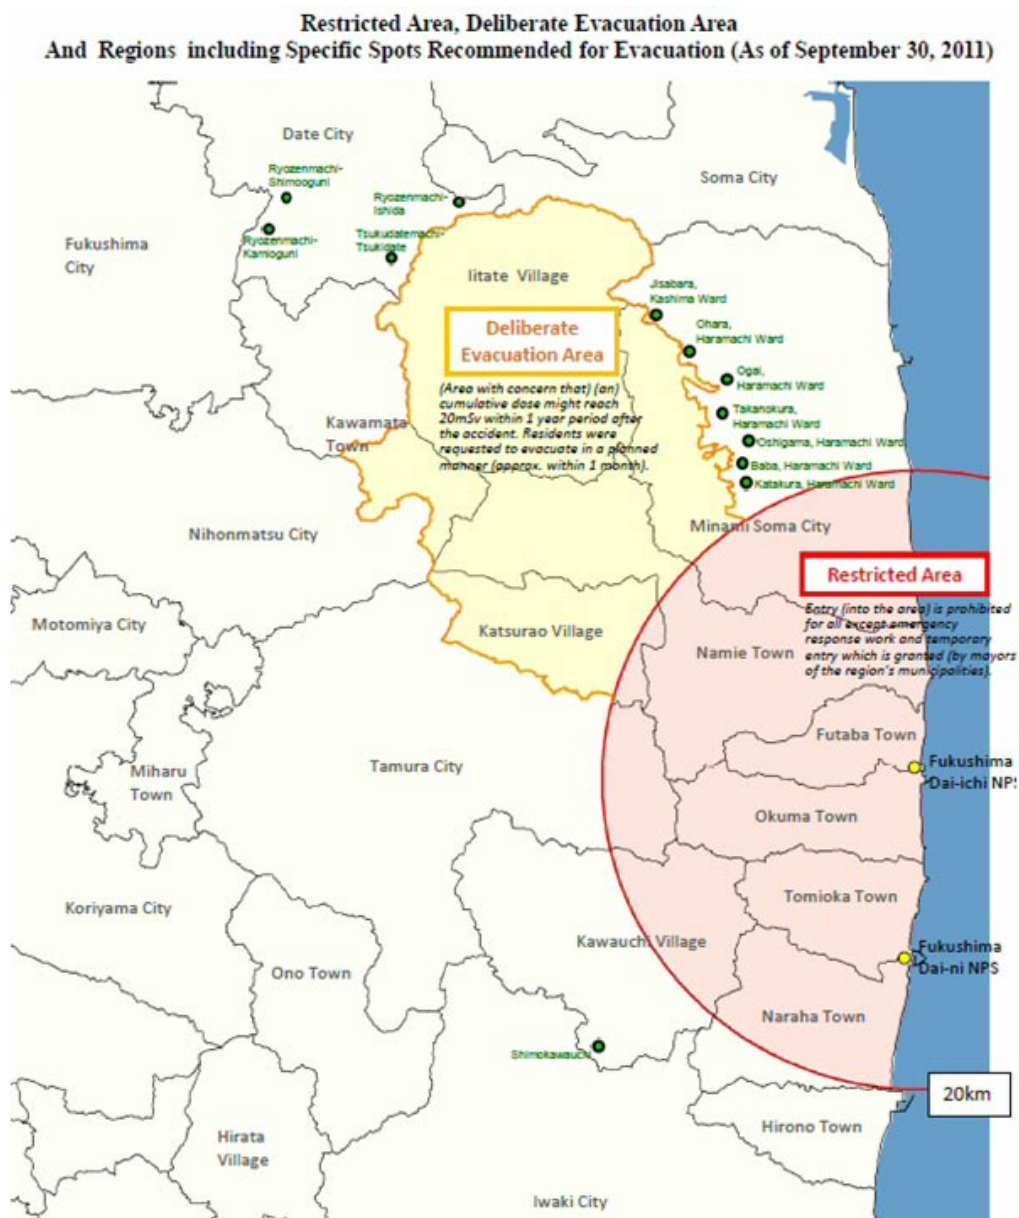 Restricted Area, Deliberate Evacuation Area
And Regions including Specific Spots Recommended for Evacuation (As of September 30, 2011)
Date City
Ryozenmachi-
Shimooguni
Ryozenmachi-
Ishida
Soma City
Ryozenmachi-
Kamioguni
Tsukudatemachi-
Tsukidate
Fukushima
City
Iitate Village
Jisabara,
Kashima Ward
Deliberate
Evacuation Area
Ohara,
Haramachi Ward
(Area with concern that) (an)
cumulative dose might reach
20mSv within 1 year period after
the accident. Residents were
requested to evacuate in a planned
manner (approx. within 1 month).
Ogai,
Haramachi Ward
Kawamata
Town
Takanokura,
Haramachi Ward
Oshigama, Haramachi Ward
Baba, Haramachi Ward
Katakura, Haramachi Ward
Nihonmatsu City
Minami Soma City
Restricted Area
Entry (into the area) is prohibited
for all except emergency
response work and temporary
entry which is granted (by mayors
of the region's municipalities).
Motomiya City
Katsurao Village
Namie Town
Futaba Town
Fukushima
Dai-ichi NPS
Miharu
Town
Tamura City
Okuma Town
Koriyama City
Tomioka Town
Kawauchi Village
Fukushima
Dai-ni NPS
Ono Town
Naraha Town
Shimokawauchi
20km
Hirono Town
Hirata
Village
Iwaki City